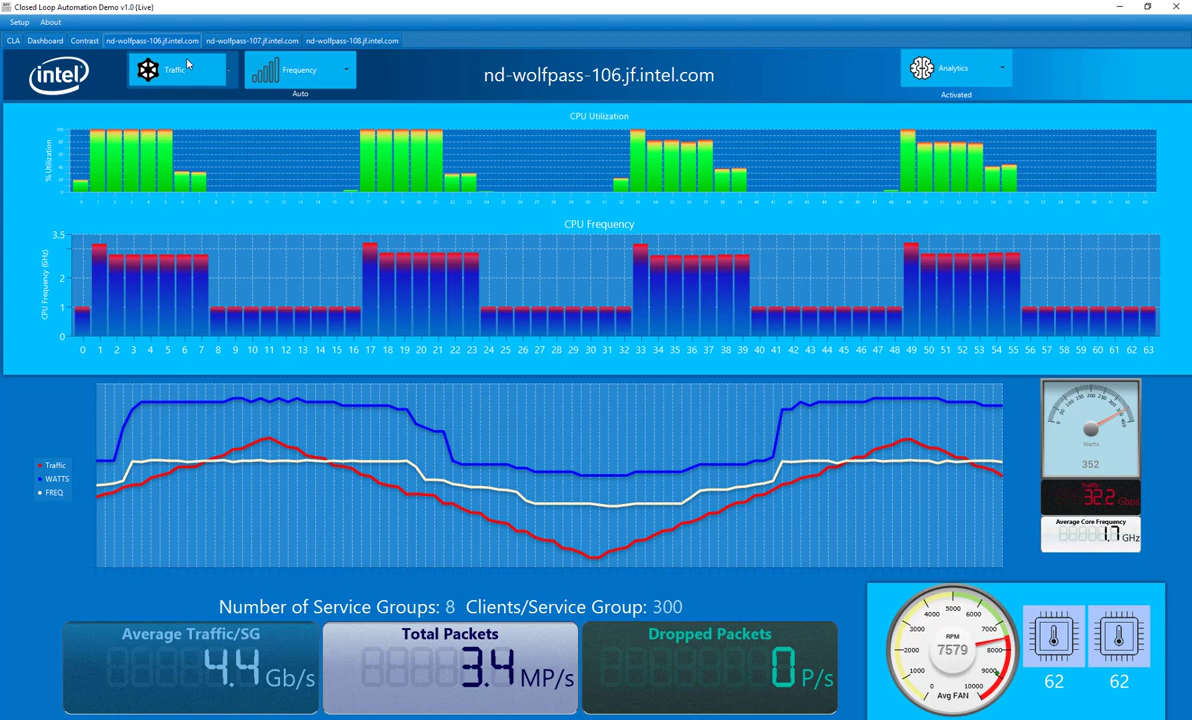 Closed Loop Automation Demo v1.0 (Live)
Setup About
CLA Dashboard Contrast nd-wolfpass-106.jf.intel.com nd-wolfpass-107.jf.intel.com nd-wolfpass-108.jf.intel.com
intel Traffic Frequency nd-wolfpass-106.jf.intel.com Analytics
Auto Activated
CPU Utilization
% Utilization
CPU Frequency
CPU Frequency (GHz)
3.5
2
1
0
0 1 2 3 4 5 6 7 8 9 10 11 12 13 14 15 16 17 18 19 20 21 22 23 24 25 26 27 28 29 30 31 32 33 34 35 36 37 38 39 40 41 42 43 44 45 46 47 48 49 50 51 52 53 54 55 56 57 58 59 60 61 62 63
Traffic
WATTS
FREQ
Watts
352
Traffic
32.2 Gbps
Average Core Frequency
1.7 GHz
Number of Service Groups: 8 Clients/Service Group: 300
Average Traffic/SG
4.4 Gb/s
Total Packets
3.4 MP/s
Dropped Packets
0 P/s
0 1000 2000 3000 4000 5000 6000 7000 8000 9000 10000
RPM
7579
Avg FAN
62 62